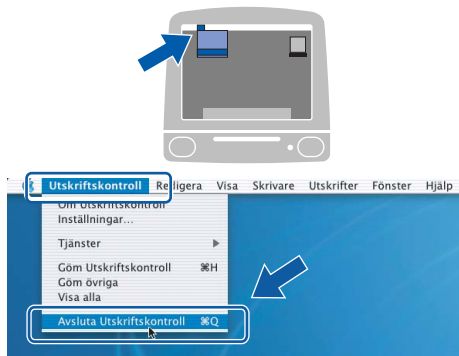 Utskriftskontroll Redigera Visa Skrivare Utskrifter Fönster Hjälp
Om Utskriftskontroll
Inställningar...
Tjänster ▶
Göm Utskriftskontroll ⌘H
Göm övriga
Visa alla
Avsluta Utskriftskontroll ⌘Q